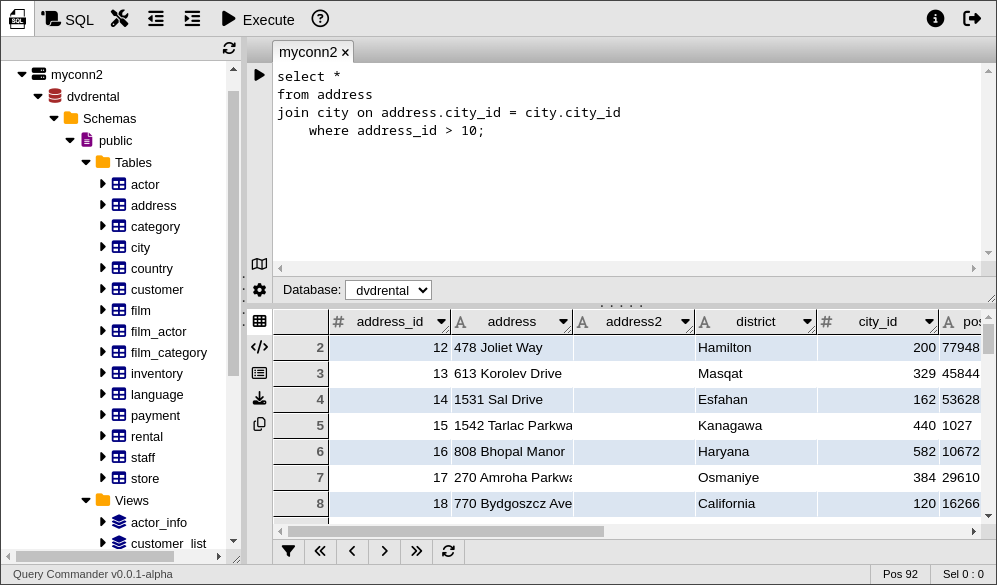 SQL SQL Execute
myconn2 ×
myconn2
dvdrental
Schemas
public
Tables
actor
address
category
city
country
customer
film
film_actor
film_category
inventory
language
payment
rental
staff
store
Views
actor_info
customer_list
select *
from address
join city on address.city_id = city.city_id
where address_id > 10;
Database: dvdrental
# address_id A address A address2 A district # city_id A pos
2 12 478 Joliet Way Hamilton 200 77948
3 13 613 Korolev Drive Masqat 329 45844
4 14 1531 Sal Drive Esfahan 162 53628
5 15 1542 Tarlac Parkwa Kanagawa 440 1027
6 16 808 Bhopal Manor Haryana 582 10672
7 17 270 Amroha Parkwa Osmaniye 384 29610
8 18 770 Bydgoszcz Ave California 120 16266
Query Commander v0.0.1-alpha Pos 92 Sel 0 : 0